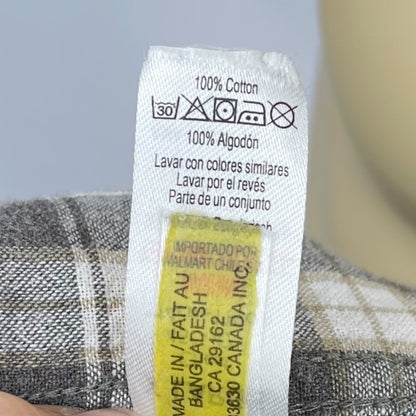 100% Cotton
30
100% Algodón
Lavar con colores similares
Lavar por el revés
Parte de un conjunto
IMPORTADO POR
WALMART CHILE
MADE IN / FAIT AU
BANGLADESH
CA 29162
3630 CANADA INC.